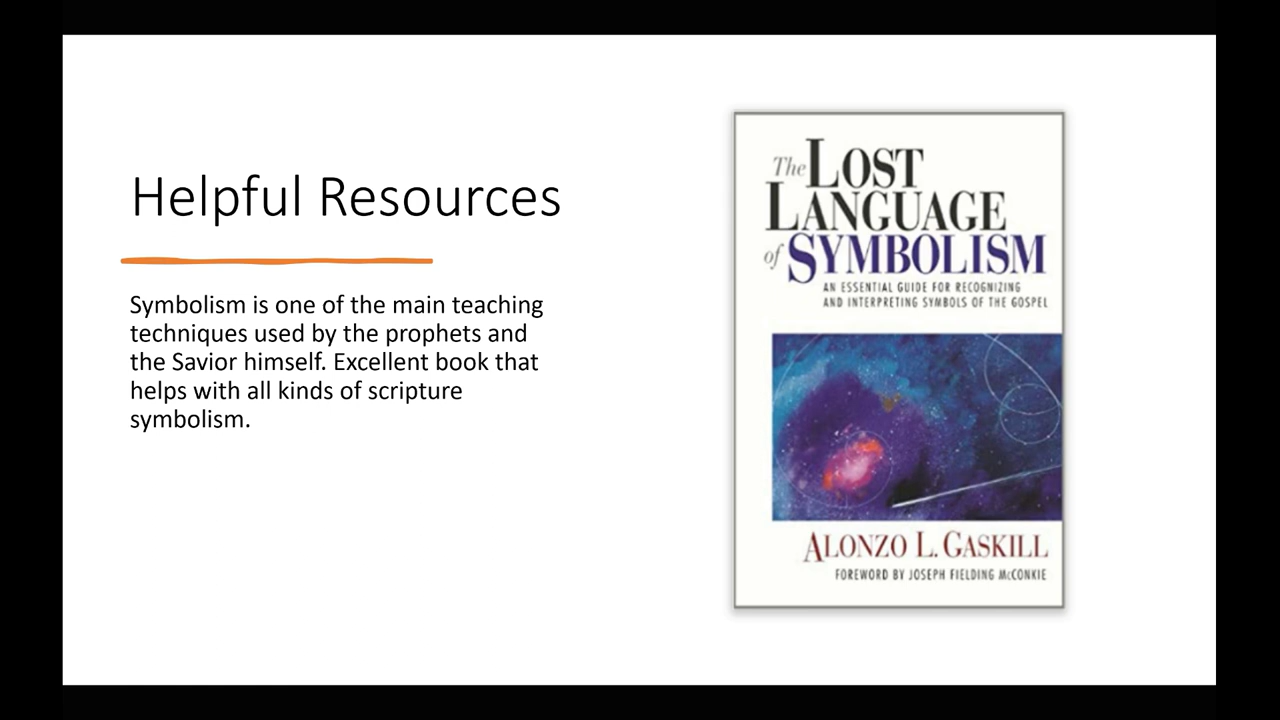 Helpful Resources
Symbolism is one of the main teaching
techniques used by the prophets and
the Savior himself. Excellent book that
helps with all kinds of scripture
symbolism.
The LOST
LANGUAGE
of SYMBOLISM
AN ESSENTIAL GUIDE FOR RECOGNIZING
AND INTERPRETING SYMBOLS OF THE GOSPEL
ALONZO L. GASKILL
FOREWORD BY JOSEPH FIELDING McCONKIE